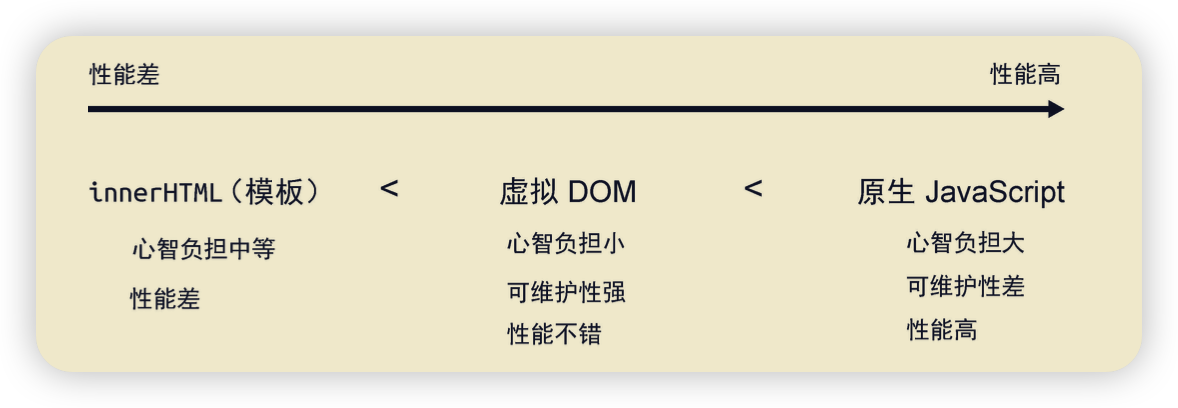 性能差 性能高
innerHTML（模板） < 虚拟 DOM < 原生 JavaScript
心智负担中等 心智负担小 心智负担大
性能差 可维护性强 可维护性差
性能不错 性能高